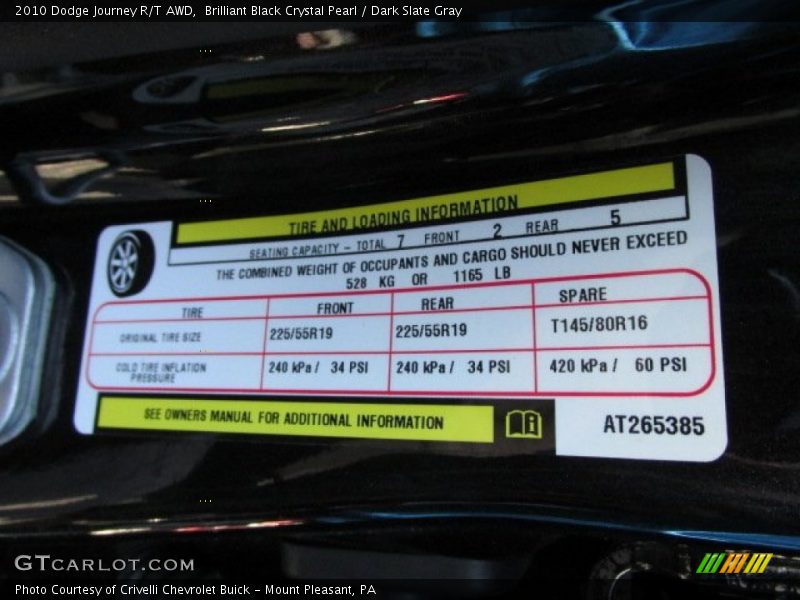 2010 Dodge Journey R/T AWD,  Brilliant Black Crystal Pearl / Dark Slate Gray
TIRE AND LOADING INFORMATION
SEATING CAPACITY - TOTAL 7 FRONT 2 REAR 5
THE COMBINED WEIGHT OF OCCUPANTS AND CARGO SHOULD NEVER EXCEED
528 KG OR 1165 LB
TIRE FRONT REAR SPARE
ORIGINAL TIRE SIZE 225/55R19 225/55R19 T145/80R16
COLD TIRE INFLATION
PRESSURE 240 kPa / 34 PSI 240 kPa / 34 PSI 420 kPa / 60 PSI
SEE OWNERS MANUAL FOR ADDITIONAL INFORMATION
AT265385
GTCARLOT.COM
Photo Courtesy of Crivelli Chevrolet Buick - Mount Pleasant, PA